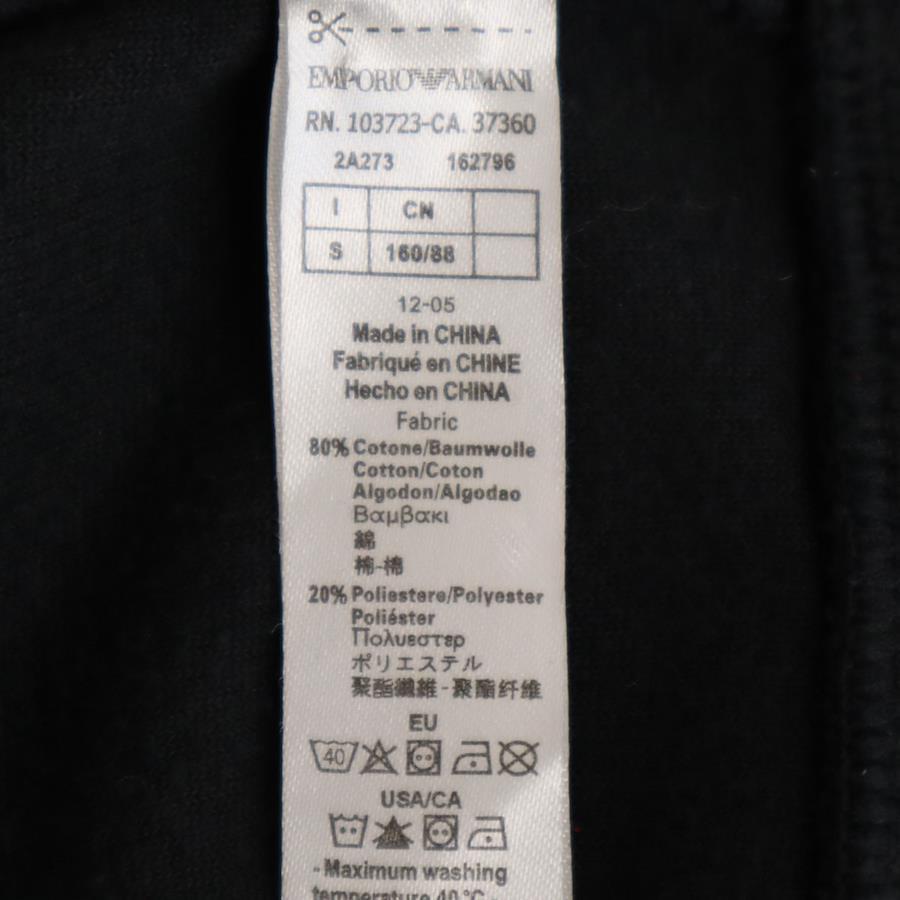 EMPORIO ARMANI
RN. 103723-CA. 37360
2A273 162796
I CN
S 160/88
12-05
Made in CHINA
Fabriqué en CHINE
Hecho en CHINA
Fabric
80% Cotone/Baumwolle
Cotton/Coton
Algodon/Algodao
Βαμβακι
綿
棉-棉
20% Poliestere/Polyester
Poliéster
Πολυεστερ
ポリエステル
聚酯纖維-聚酯纤维
EU
40
USA/CA
- Maximum washing
temperature 40 °C -